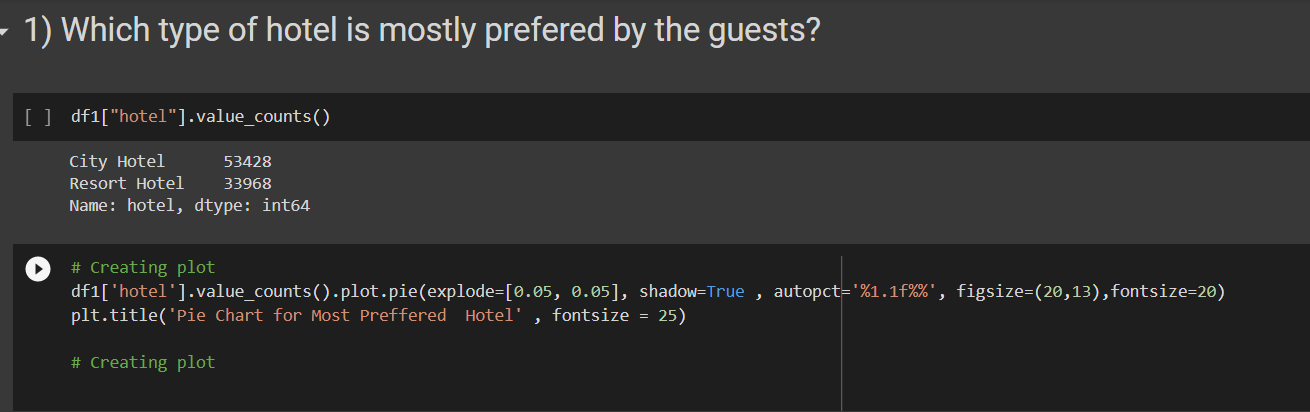 1) Which type of hotel is mostly prefered by the guests?
[ ] df1["hotel"].value_counts()
City Hotel      53428
Resort Hotel    33968
Name: hotel, dtype: int64
# Creating plot
df1['hotel'].value_counts().plot.pie(explode=[0.05, 0.05], shadow=True , autopct='%1.1f%%', figsize=(20,13),fontsize=20)
plt.title('Pie Chart for Most Preffered  Hotel' , fontsize = 25)
# Creating plot